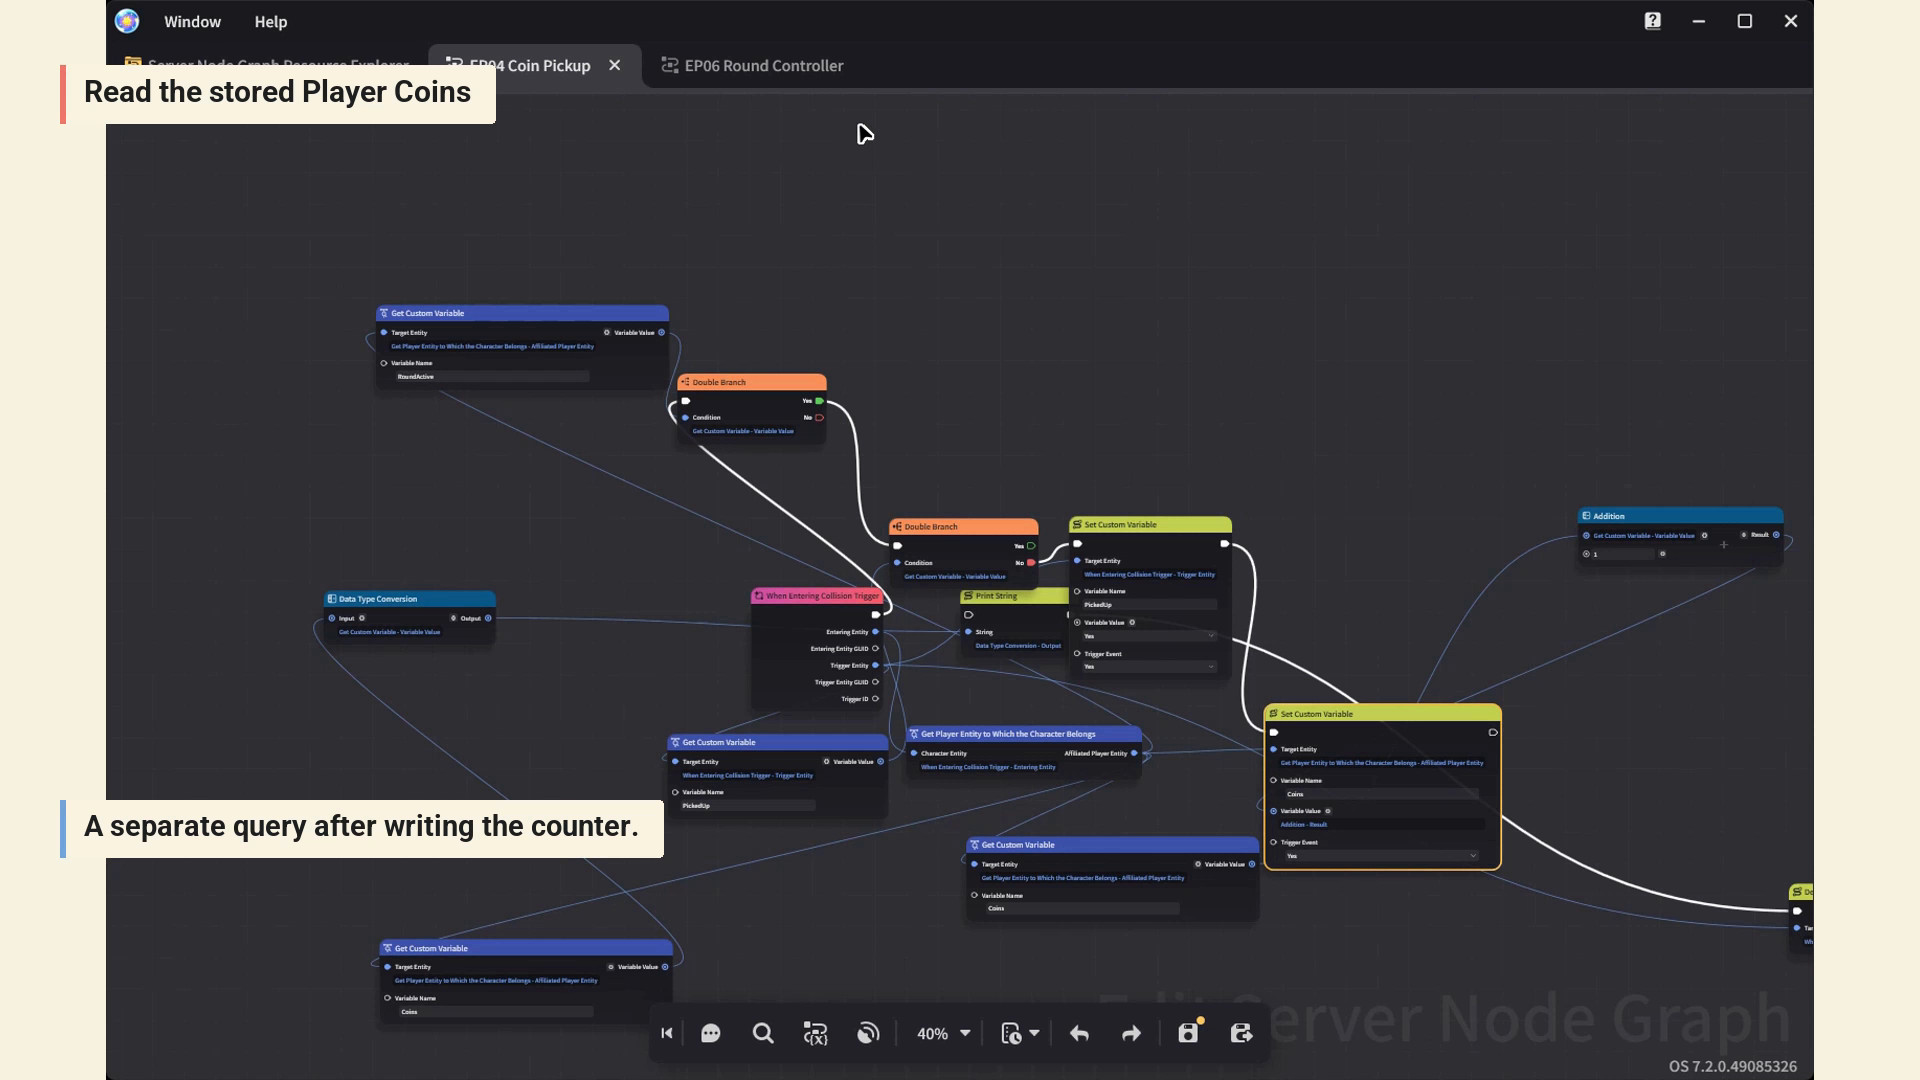 Window
Help
Server Node Graph Resource Explorer
EP04 Coin Pickup
EP06 Round Controller
Read the stored Player Coins
Get Custom Variable
Target Entity
Variable Value
Get Player Entity to Which the Character Belongs - Affiliated Player Entity
Variable Name
RoundActive
Double Branch
Yes
Condition
No
Get Custom Variable - Variable Value
Double Branch
Yes
Condition
No
Get Custom Variable - Variable Value
Set Custom Variable
Target Entity
When Entering Collision Trigger - Trigger Entity
Variable Name
PickedUp
Variable Value
Yes
Trigger Event
Yes
Addition
Get Custom Variable - Variable Value
Result
1
Data Type Conversion
Input
Output
Get Custom Variable - Variable Value
When Entering Collision Trigger
Entering Entity
Entering Entity GUID
Trigger Entity
Trigger Entity GUID
Trigger ID
Print String
String
Data Type Conversion - Output
Get Custom Variable
Target Entity
Variable Value
When Entering Collision Trigger - Trigger Entity
Variable Name
PickedUp
Get Player Entity to Which the Character Belongs
Character Entity
Affiliated Player Entity
When Entering Collision Trigger - Entering Entity
Set Custom Variable
Target Entity
Get Player Entity to Which the Character Belongs - Affiliated Player Entity
Variable Name
Coins
Variable Value
Addition - Result
Trigger Event
Yes
A separate query after writing the counter.
Get Custom Variable
Target Entity
Variable Value
Get Player Entity to Which the Character Belongs - Affiliated Player Entity
Variable Name
Coins
Get Custom Variable
Target Entity
Variable Value
Get Player Entity to Which the Character Belongs - Affiliated Player Entity
Variable Name
Coins
40%
Edit Server Node Graph
OS 7.2.0.49085326